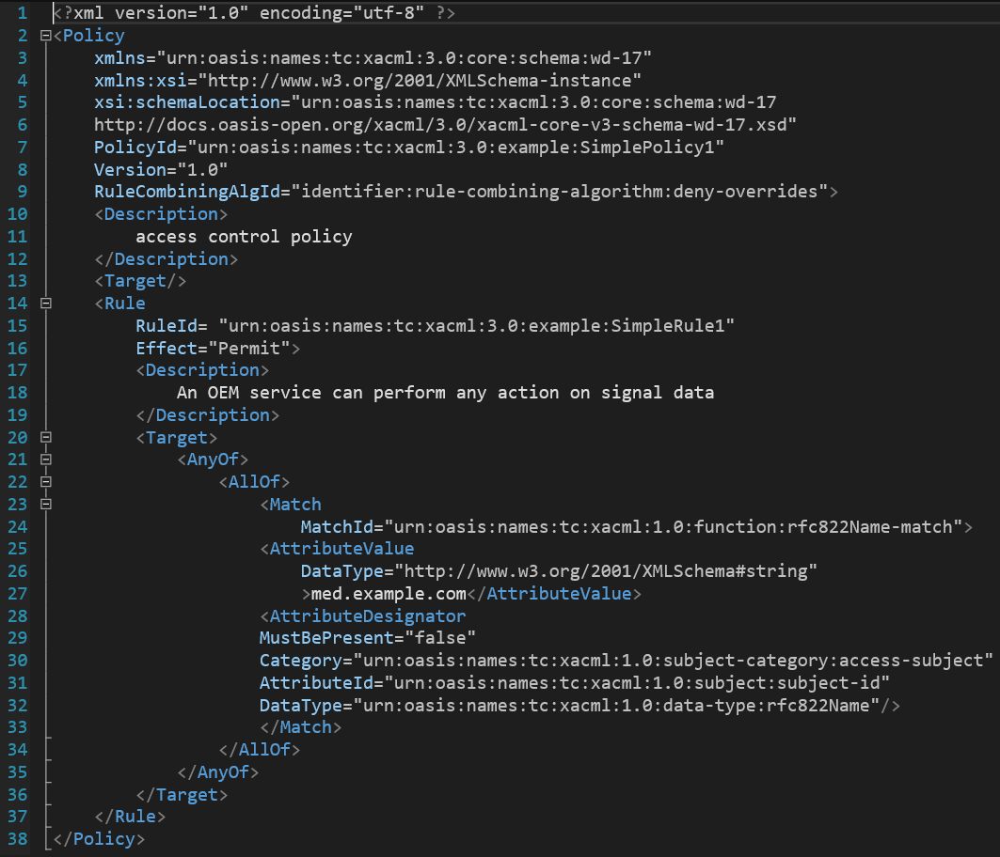 1 <?xml version="1.0" encoding="utf-8" ?>
2 <Policy
3 xmlns="urn:oasis:names:tc:xacml:3.0:core:schema:wd-17"
4 xmlns:xsi="http://www.w3.org/2001/XMLSchema-instance"
5 xsi:schemaLocation="urn:oasis:names:tc:xacml:3.0:core:schema:wd-17
6 http://docs.oasis-open.org/xacml/3.0/xacml-core-v3-schema-wd-17.xsd"
7 PolicyId="urn:oasis:names:tc:xacml:3.0:example:SimplePolicy1"
8 Version="1.0"
9 RuleCombiningAlgId="identifier:rule-combining-algorithm:deny-overrides">
10 <Description>
11 access control policy
12 </Description>
13 <Target/>
14 <Rule
15 RuleId= "urn:oasis:names:tc:xacml:3.0:example:SimpleRule1"
16 Effect="Permit">
17 <Description>
18 An OEM service can perform any action on signal data
19 </Description>
20 <Target>
21 <AnyOf>
22 <AllOf>
23 <Match
24 MatchId="urn:oasis:names:tc:xacml:1.0:function:rfc822Name-match">
25 <AttributeValue
26 DataType="http://www.w3.org/2001/XMLSchema#string"
27 >med.example.com</AttributeValue>
28 <AttributeDesignator
29 MustBePresent="false"
30 Category="urn:oasis:names:tc:xacml:1.0:subject-category:access-subject"
31 AttributeId="urn:oasis:names:tc:xacml:1.0:subject:subject-id"
32 DataType="urn:oasis:names:tc:xacml:1.0:data-type:rfc822Name"/>
33 </Match>
34 </AllOf>
35 </AnyOf>
36 </Target>
37 </Rule>
38 </Policy>